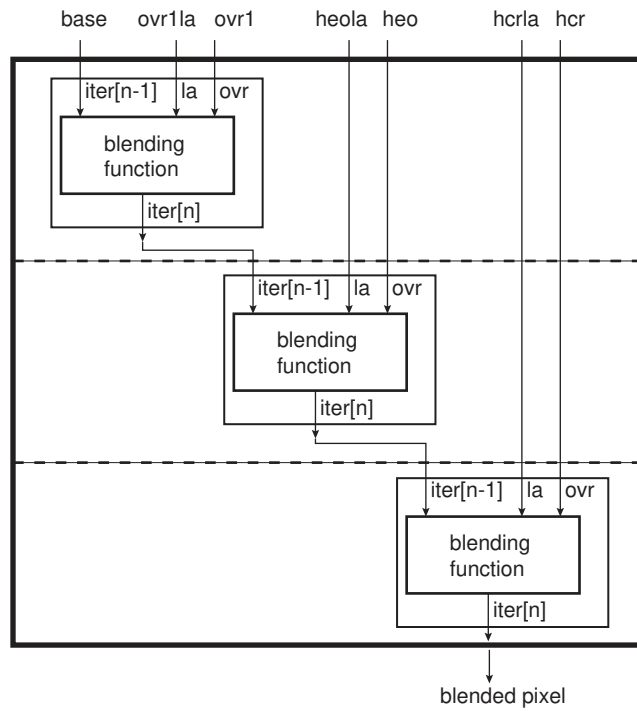 base ovr1la ovr1 heola heo hcrla hcr
iter[n-1] la ovr
blending
function
iter[n]
iter[n-1] la ovr
blending
function
iter[n]
iter[n-1] la ovr
blending
function
iter[n]
blended pixel